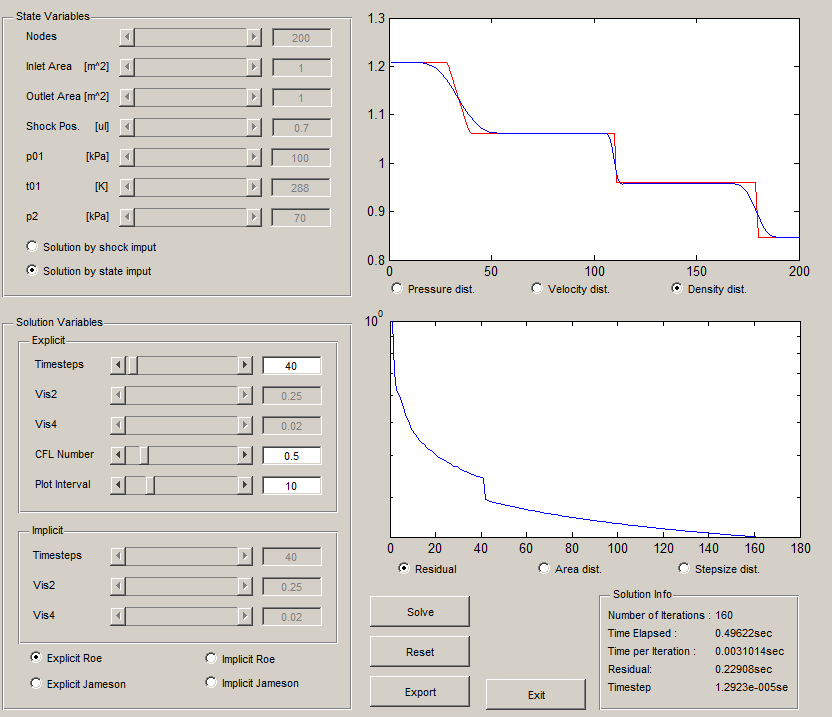 State Variables
Nodes 200
Inlet Area [m^2] 1
Outlet Area [m^2] 1
Shock Pos. [ul] 0.7
p01 [kPa] 100
t01 [K] 288
p2 [kPa] 70
Solution by shock imput
Solution by state imput
1.3
1.2
1.1
1
0.9
0.8
0 50 100 150 200
Pressure dist. Velocity dist. Density dist.
Solution Variables
Explicit
Timesteps 40
Vis2 0.25
Vis4 0.02
CFL Number 0.5
Plot Interval 10
Implicit
Timesteps 40
Vis2 0.25
Vis4 0.02
Explicit Roe Implicit Roe
Explicit Jameson Implicit Jameson
10^0
0 20 40 60 80 100 120 140 160 180
Residual Area dist. Stepsize dist.
Solve
Reset
Export
Exit
Solution Info
Number of Iterations : 160
Time Elapsed : 0.49622sec
Time per Iteration : 0.0031014sec
Residual: 0.22908sec
Timestep 1.2923e-005se